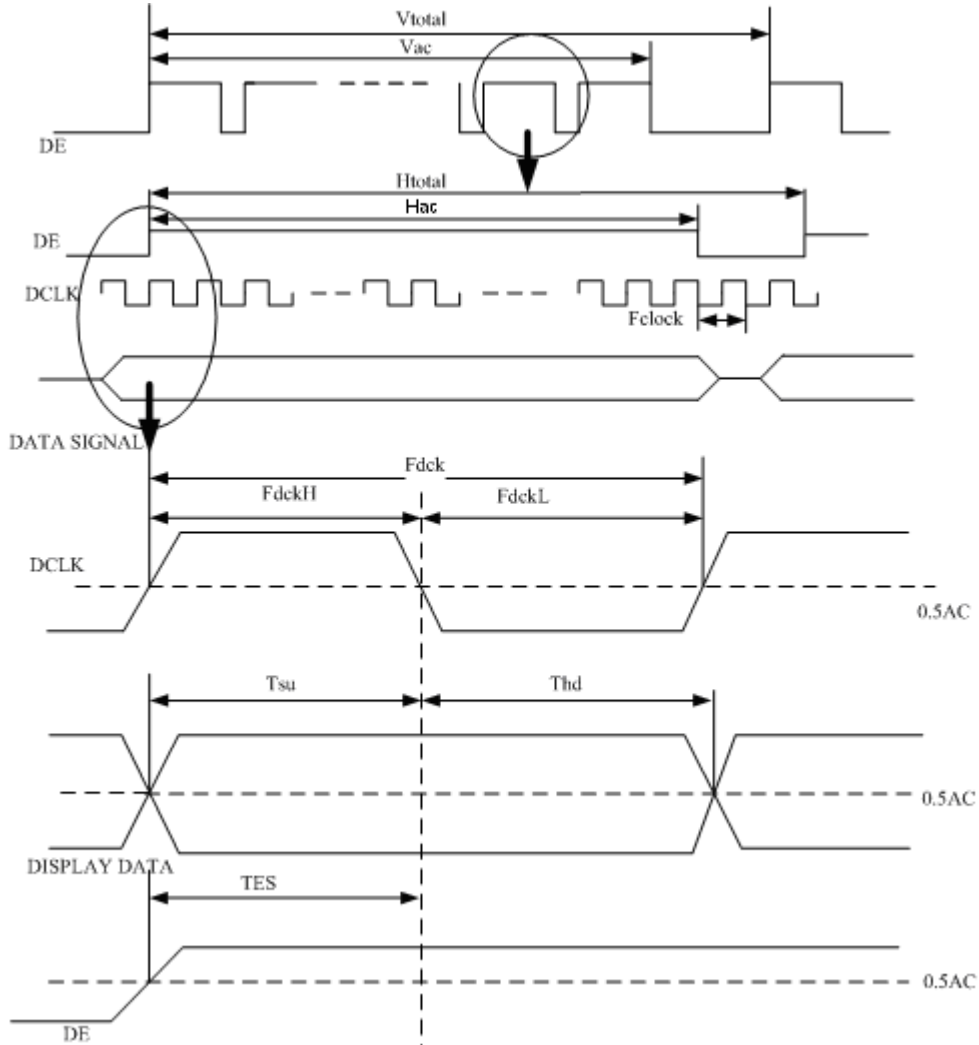 Vtotal
Vac
DE
Htotal
Hac
DE
DCLK
Fclock
DATA SIGNAL
Fdck
FdckH
FdckL
DCLK
0.5AC
Tsu
Thd
0.5AC
DISPLAY DATA
TES
0.5AC
DE